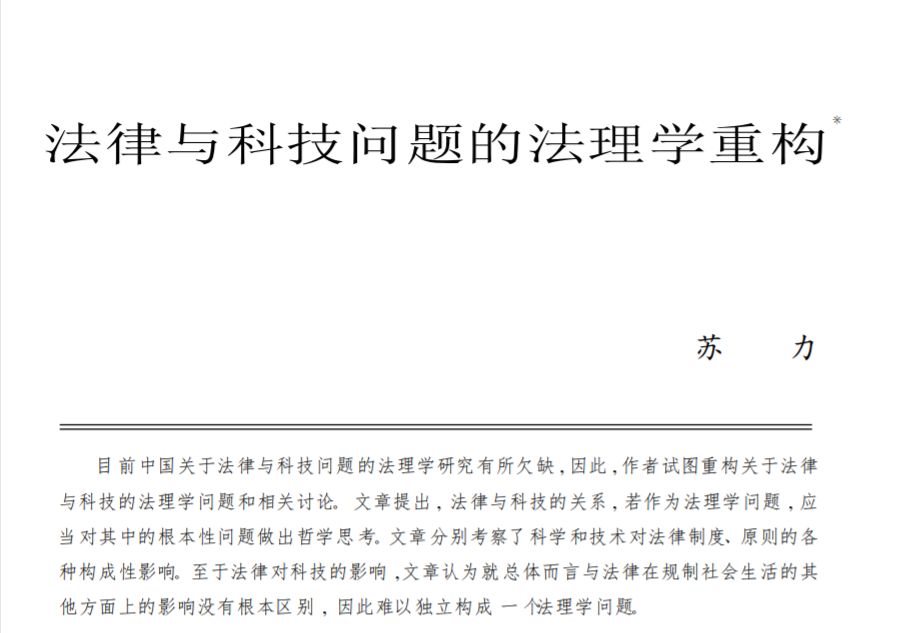 法律与科技问题的法理学重构*
苏 力
目前中国关于法律与科技问题的法理学研究有所欠缺,因此,作者试图重构关于法律
与科技的法理学问题和相关讨论。文章提出,法律与科技的关系,若作为法理学问题,应
当对其中的根本性问题做出哲学思考。文章分别考察了科学和技术对法律制度、原则的各
种构成性影响。至于法律对科技的影响,文章认为就总体而言与法律在规制社会生活的其
他方面上的影响没有根本区别,因此难以独立构成一个法理学问题。